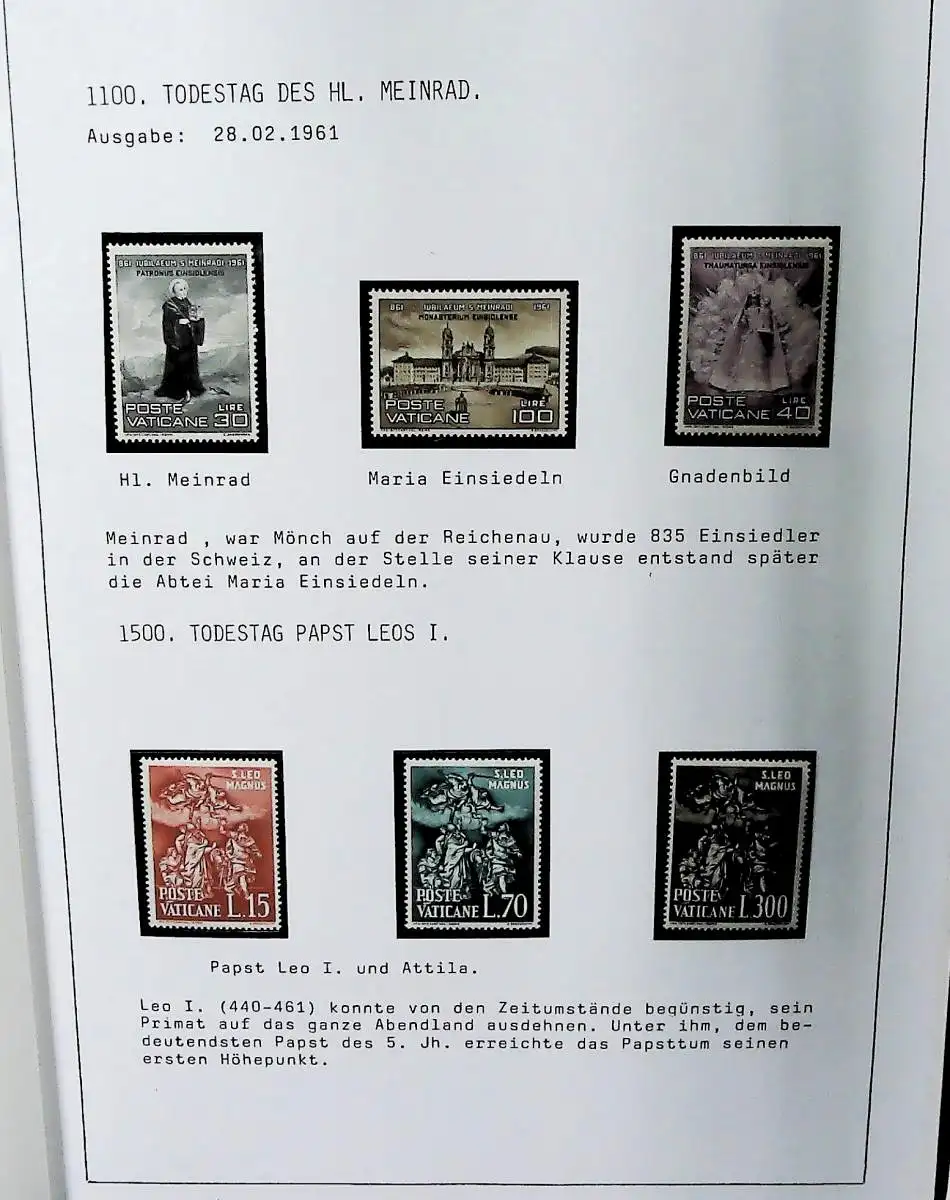 1100. TODESTAG DES HL. MEINRAD.
Ausgabe: 28.02.1961
861 IUBILAEUM S MEINRADI 1961
PATRONUS EINSIDLENSIS
POSTE LIRE
VATICANE 30
861 IUBILAEUM S MEINRADI 1961
MONASTERIUM EINSIDLENSE
POSTE LIRE
VATICANE 100
861 IUBILAEUM S MEINRADI 1961
THAUMATURGA EINSIDLENSIS
POSTE LIRE
VATICANE 40
Hl. Meinrad
Maria Einsiedeln
Gnadenbild
Meinrad , war Mönch auf der Reichenau, wurde 835 Einsiedler
in der Schweiz, an der Stelle seiner Klause entstand später
die Abtei Maria Einsiedeln.
1500. TODESTAG PAPST LEOS I.
S.LEO
MAGNUS
POSTE
VATICANE L.15
S.LEO
MAGNUS
POSTE
VATICANE L.70
S.LEO
MAGNUS
POSTE
VATICANE L.300
Papst Leo I. und Attila.
Leo I. (440-461) konnte von den Zeitumstände begünstig, sein
Primat auf das ganze Abendland ausdehnen. Unter ihm, dem be-
deutendsten Papst des 5. Jh. erreichte das Papsttum seinen
ersten Höhepunkt.